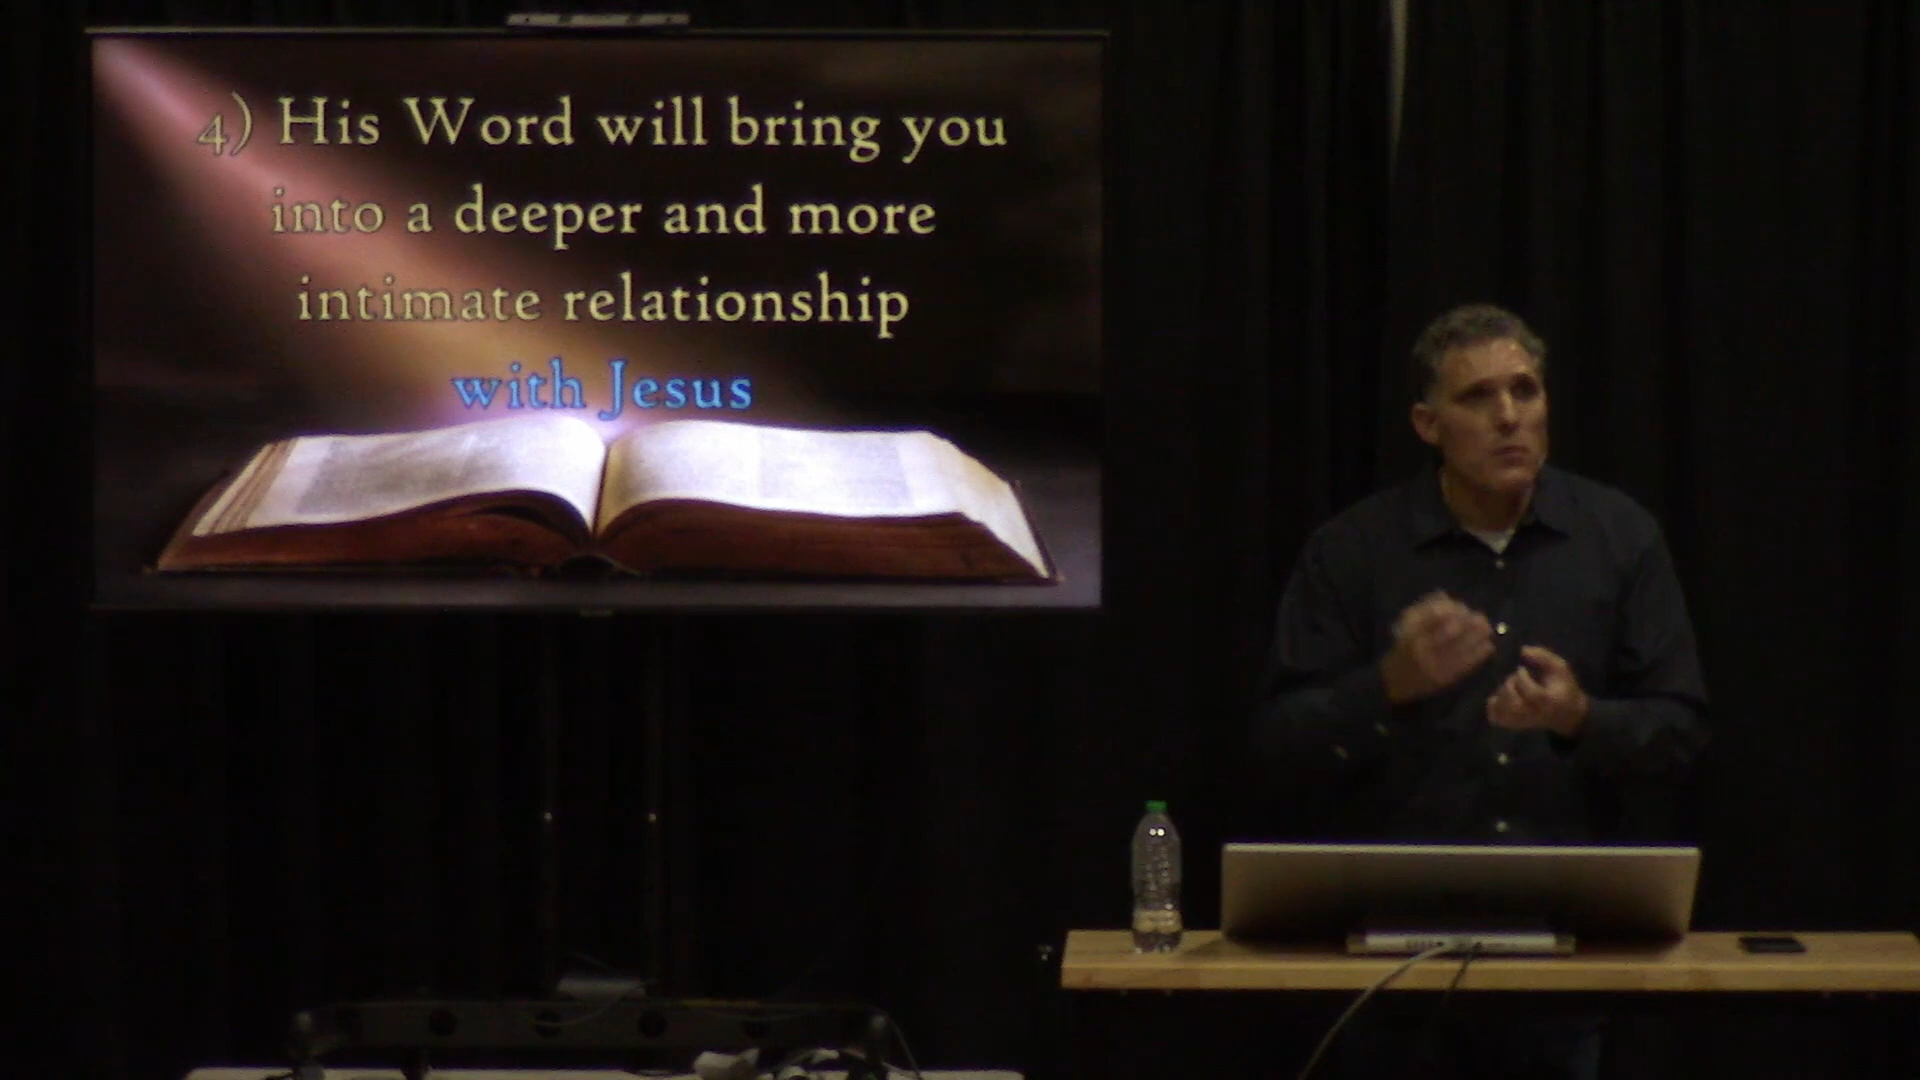 4) His Word will bring you
into a deeper and more
intimate relationship
with Jesus